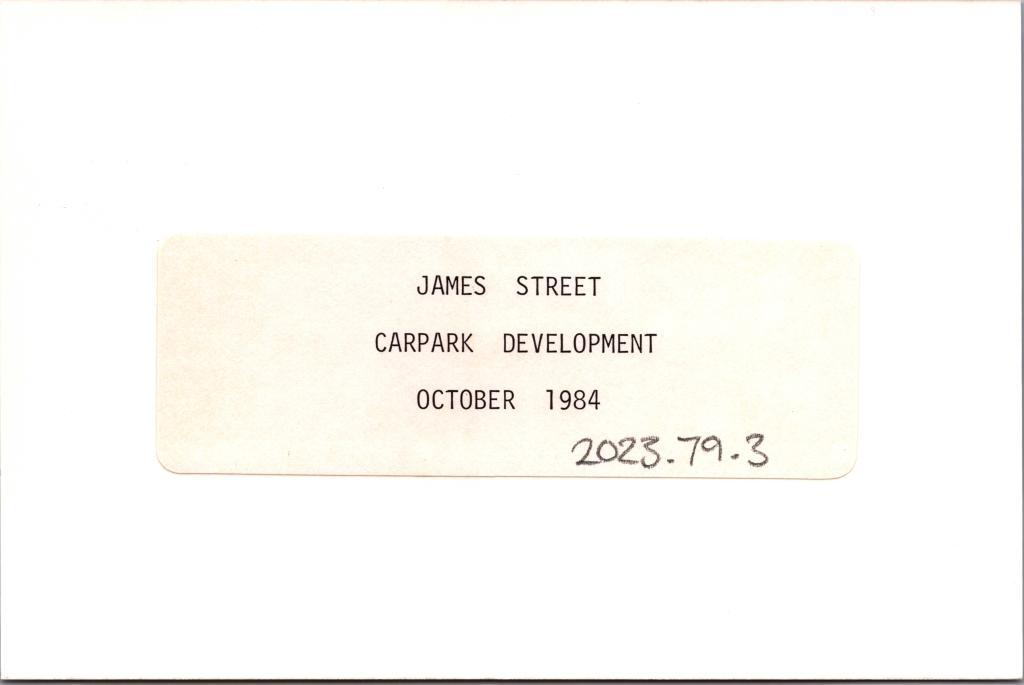 JAMES STREET
CARPARK DEVELOPMENT
OCTOBER 1984
2023.79.3